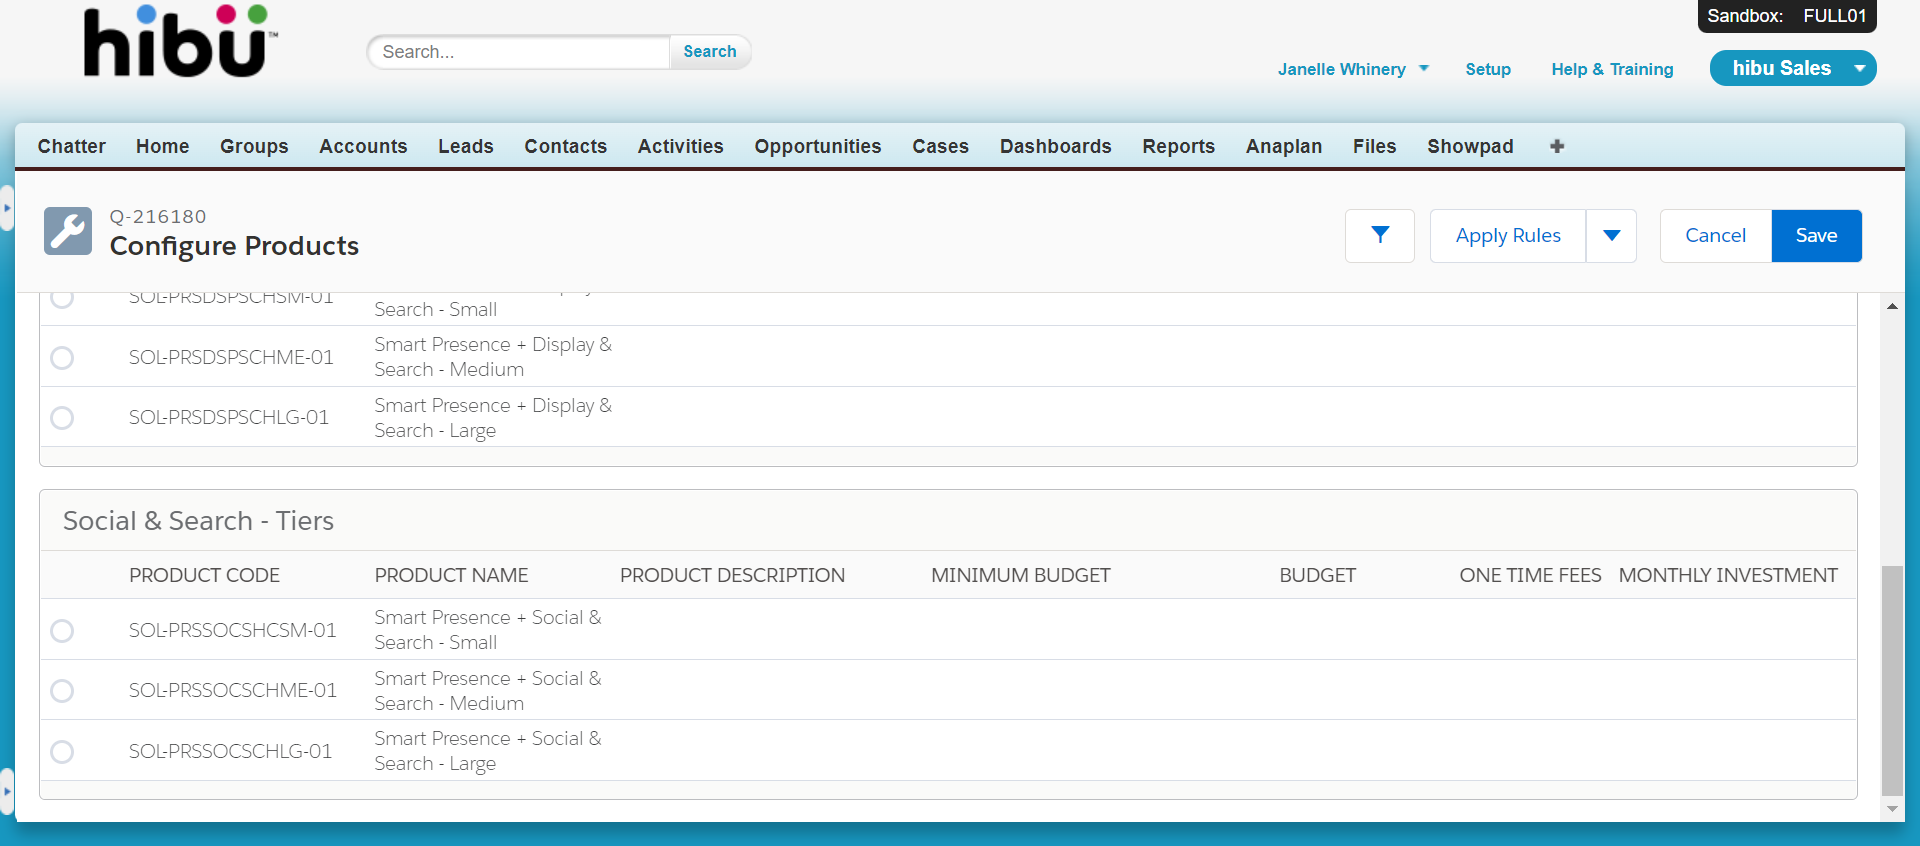 hibü™
Search...
Search
Sandbox: FULL01
Janelle Whinery
Setup
Help & Training
hibu Sales
Chatter Home Groups Accounts Leads Contacts Activities Opportunities Cases Dashboards Reports Anaplan Files Showpad
Q-216180
Configure Products
Apply Rules
Cancel
Save
SOL-PRSDSPSCHSM-01
Search - Small
SOL-PRSDSPSCHME-01
Smart Presence + Display &
Search - Medium
SOL-PRSDSPSCHLG-01
Smart Presence + Display &
Search - Large
Social & Search - Tiers
PRODUCT CODE PRODUCT NAME PRODUCT DESCRIPTION MINIMUM BUDGET BUDGET ONE TIME FEES MONTHLY INVESTMENT
SOL-PRSSOCSHCSM-01
Smart Presence + Social &
Search - Small
SOL-PRSSOCSCHME-01
Smart Presence + Social &
Search - Medium
SOL-PRSSOCSCHLG-01
Smart Presence + Social &
Search - Large